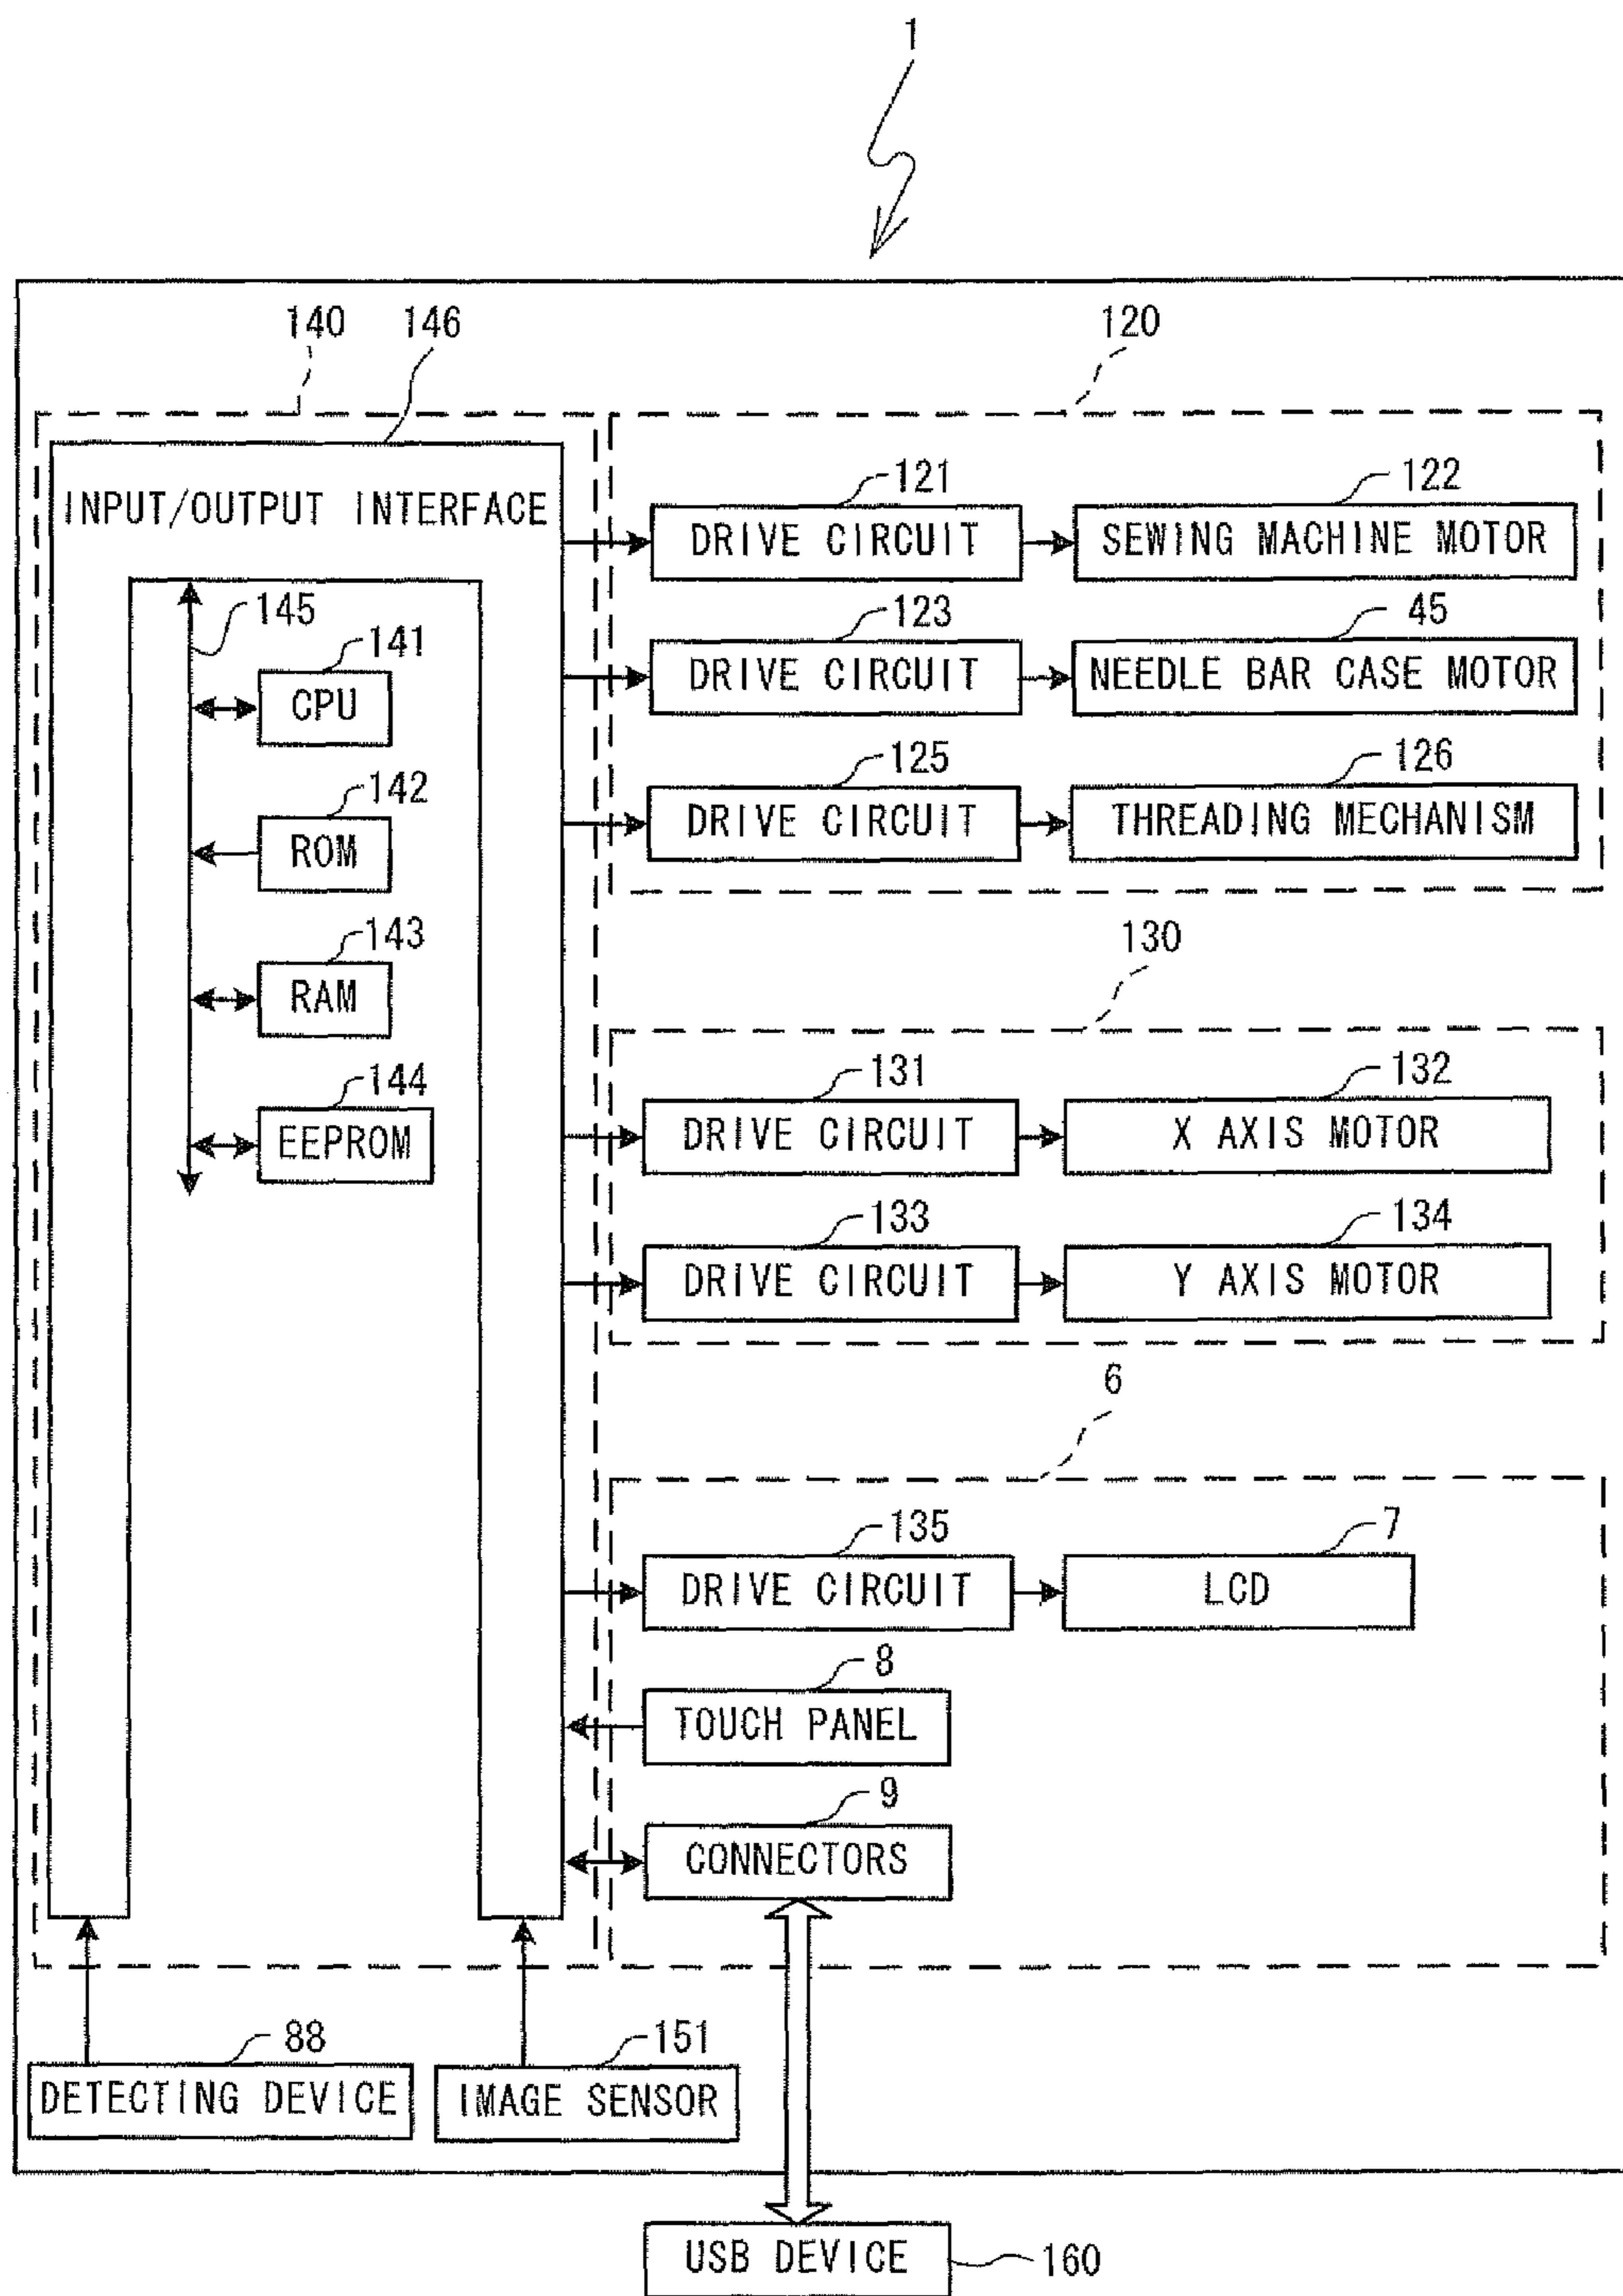 1
140
146
120
INPUT/OUTPUT INTERFACE
121
DRIVE CIRCUIT
122
SEWING MACHINE MOTOR
145
123
DRIVE CIRCUIT
45
NEEDLE BAR CASE MOTOR
141
CPU
125
DRIVE CIRCUIT
126
THREADING MECHANISM
142
ROM
143
RAM
130
144
EEPROM
131
DRIVE CIRCUIT
132
X AXIS MOTOR
133
DRIVE CIRCUIT
134
Y AXIS MOTOR
6
135
DRIVE CIRCUIT
7
LCD
8
TOUCH PANEL
9
CONNECTORS
88
DETECTING DEVICE
151
IMAGE SENSOR
USB DEVICE
160